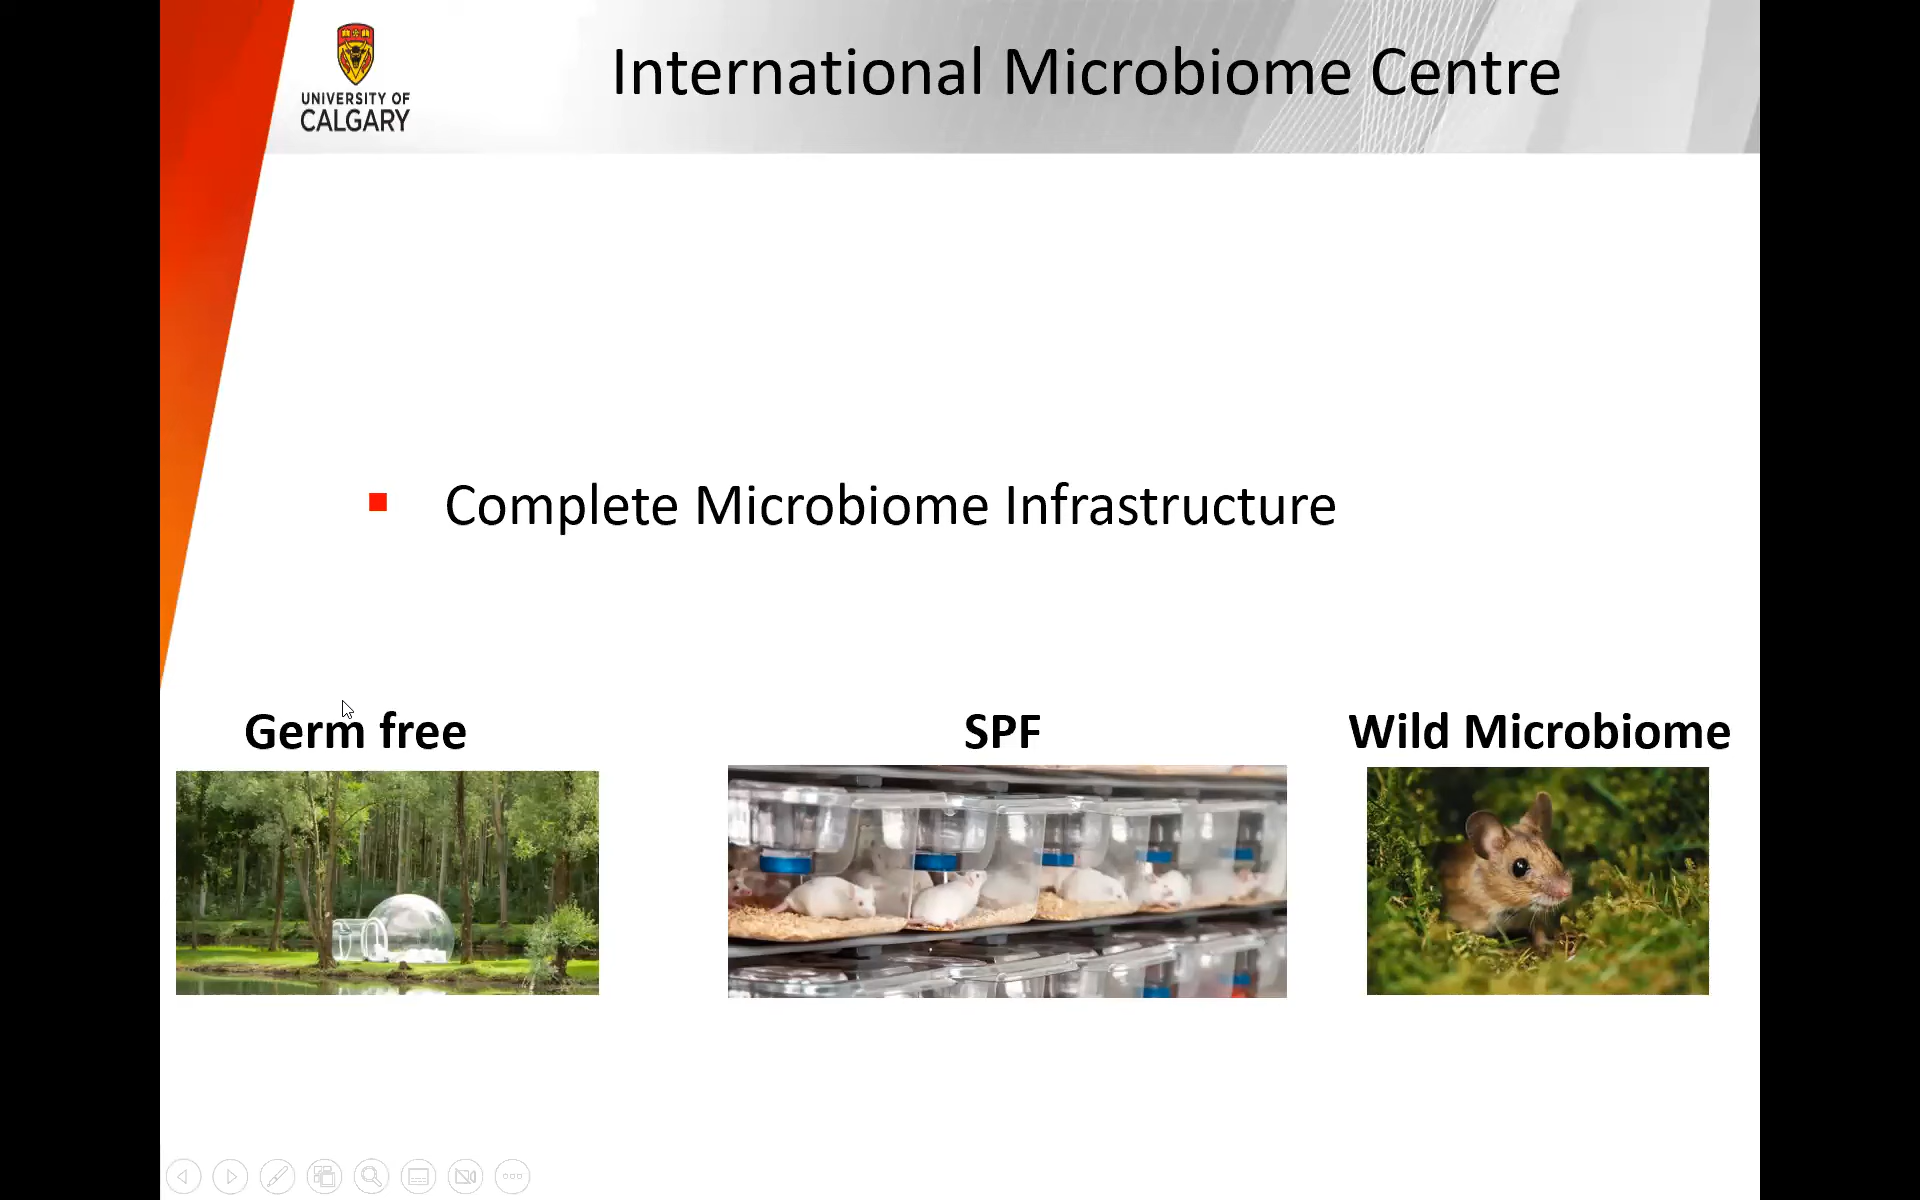 UNIVERSITY OF
CALGARY
International Microbiome Centre
Complete Microbiome Infrastructure
Germ free
SPF
Wild Microbiome